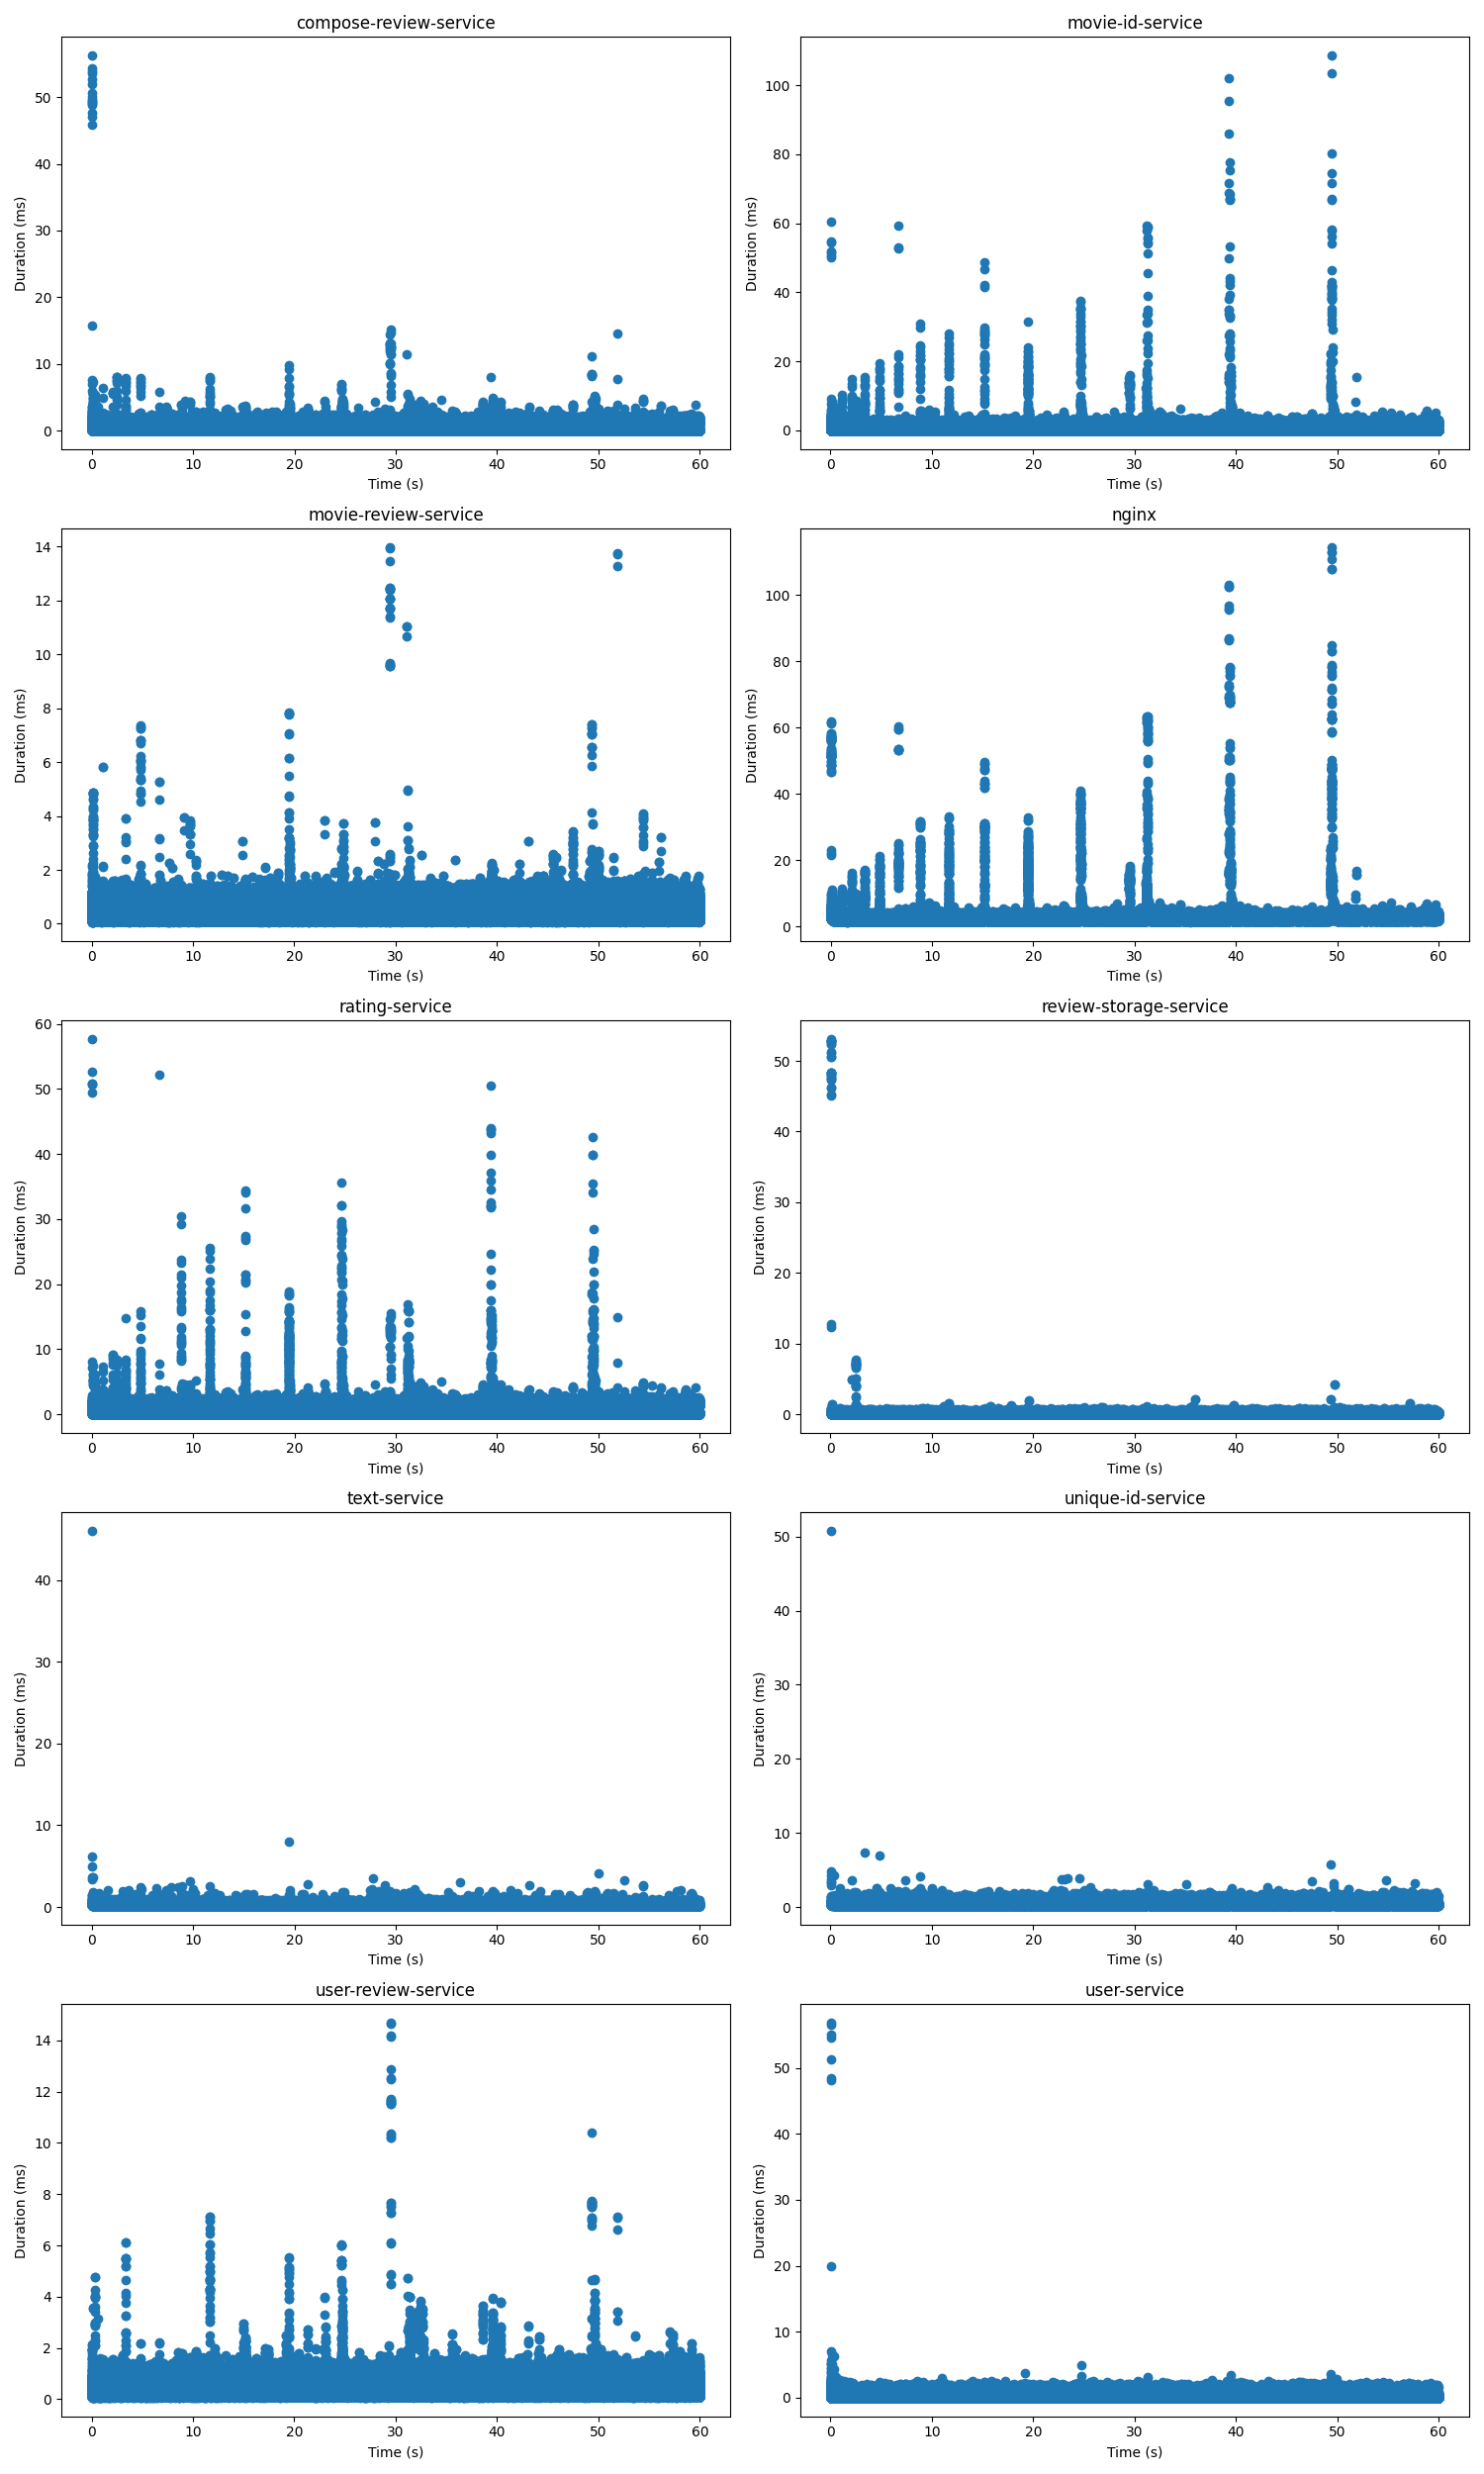 compose-review-service
Duration (ms)
50
40
30
20
10
0
0 10 20 30 40 50 60
Time (s)
movie-id-service
Duration (ms)
100
80
60
40
20
0
0 10 20 30 40 50 60
Time (s)
movie-review-service
Duration (ms)
14
12
10
8
6
4
2
0
0 10 20 30 40 50 60
Time (s)
nginx
Duration (ms)
100
80
60
40
20
0
0 10 20 30 40 50 60
Time (s)
rating-service
Duration (ms)
60
50
40
30
20
10
0
0 10 20 30 40 50 60
Time (s)
review-storage-service
Duration (ms)
50
40
30
20
10
0
0 10 20 30 40 50 60
Time (s)
text-service
Duration (ms)
40
30
20
10
0
0 10 20 30 40 50 60
Time (s)
unique-id-service
Duration (ms)
50
40
30
20
10
0
0 10 20 30 40 50 60
Time (s)
user-review-service
Duration (ms)
14
12
10
8
6
4
2
0
0 10 20 30 40 50 60
Time (s)
user-service
Duration (ms)
50
40
30
20
10
0
0 10 20 30 40 50 60
Time (s)